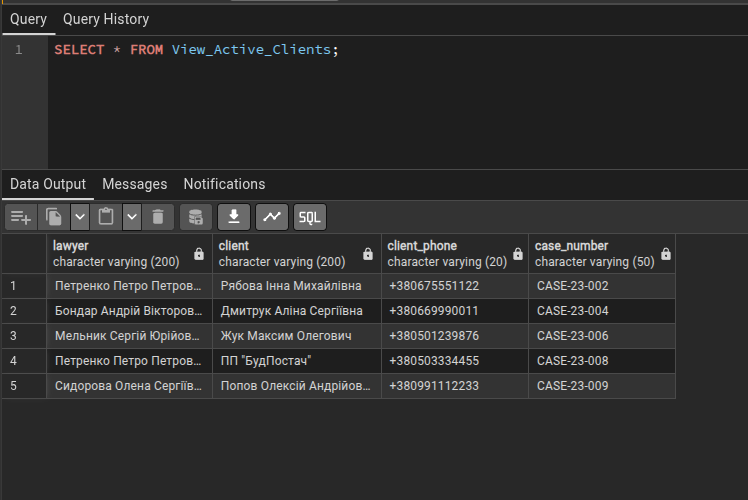 Query Query History
1 SELECT * FROM View_Active_Clients;
Data Output Messages Notifications
SQL
lawyer client client_phone case_number
character varying (200) character varying (200) character varying (20) character varying (50)
1 Петренко Петро Петров... Рябова Інна Михайлівна +380675551122 CASE-23-002
2 Бондар Андрій Вікторов... Дмитрук Аліна Сергіївна +380669990011 CASE-23-004
3 Мельник Сергій Юрійов... Жук Максим Олегович +380501239876 CASE-23-006
4 Петренко Петро Петров... ПП "БудПостач" +380503334455 CASE-23-008
5 Сидорова Олена Сергіїв... Попов Олексій Андрійов... +380991112233 CASE-23-009